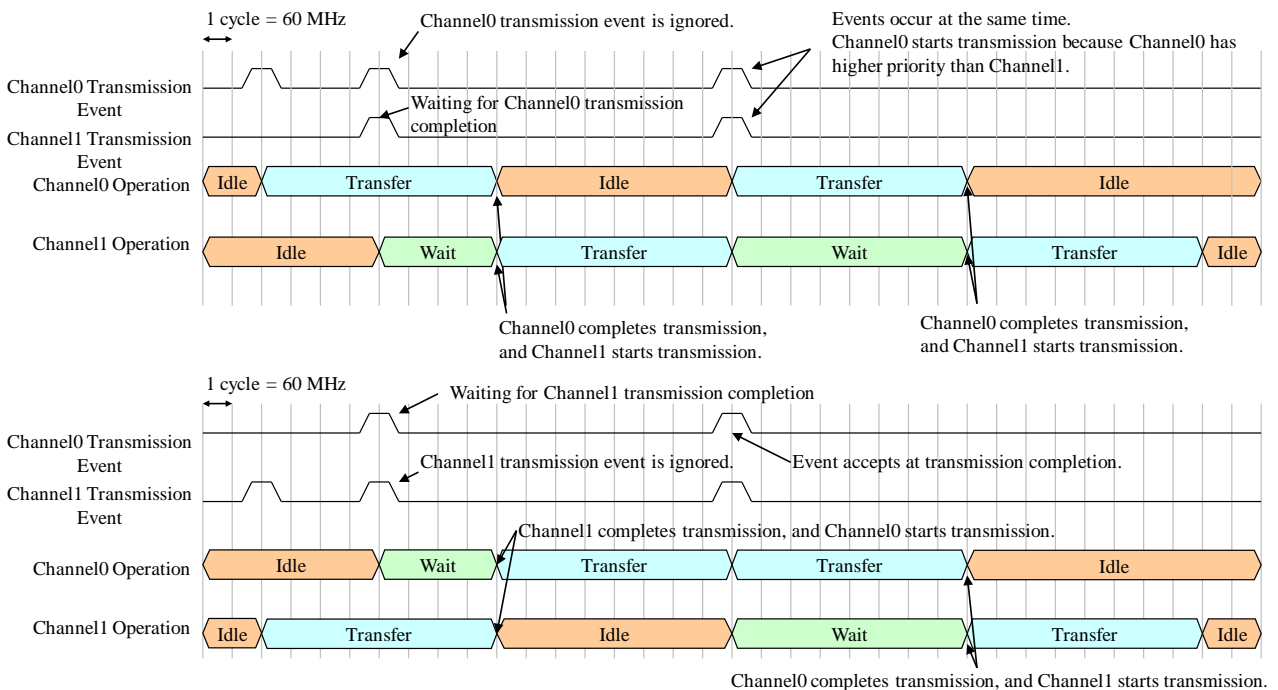 1 cycle = 60 MHz
Channel0 transmission event is ignored.
Events occur at the same time.
Channel0 starts transmission because Channel0 has
higher priority than Channel1.
Channel0 Transmission
Event
Waiting for Channel0 transmission
completion
Channel1 Transmission
Event
Channel0 Operation
Idle
Transfer
Idle
Transfer
Idle
Channel1 Operation
Idle
Wait
Transfer
Wait
Transfer
Idle
Channel0 completes transmission,
and Channel1 starts transmission.
Channel0 completes transmission,
and Channel1 starts transmission.
1 cycle = 60 MHz
Waiting for Channel1 transmission completion
Channel0 Transmission
Event
Channel1 transmission event is ignored.
Event accepts at transmission completion.
Channel1 Transmission
Event
Channel1 completes transmission, and Channel0 starts transmission.
Channel0 Operation
Idle
Wait
Transfer
Transfer
Idle
Channel1 Operation
Idle
Transfer
Idle
Wait
Transfer
Idle
Channel0 completes transmission, and Channel1 starts transmission.